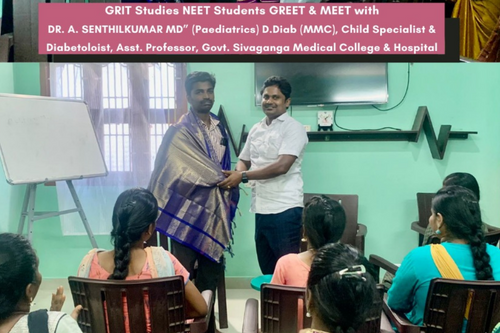 GRIT Studies NEET Students GREET & MEET with
DR. A. SENTHILKUMAR MD" (Paediatrics) D.Diab (MMC), Child Specialist &
Diabetoloist, Asst. Professor, Govt. Sivaganga Medical College & Hospital